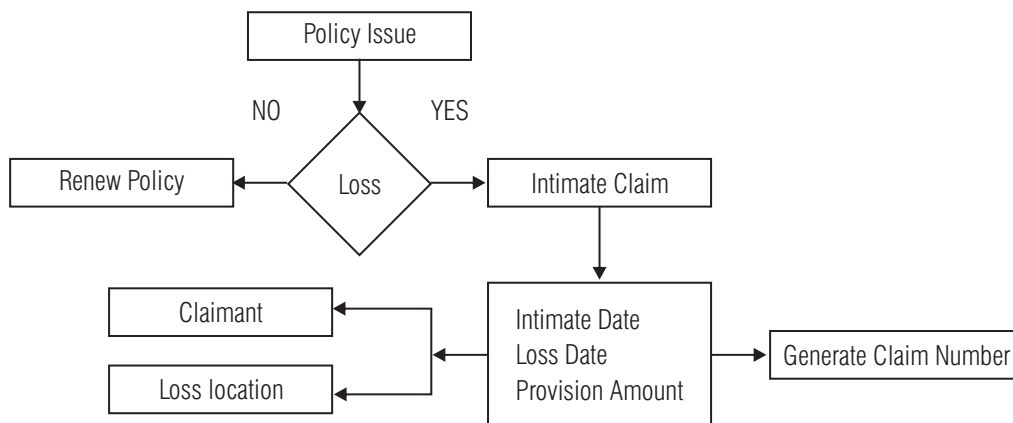 Policy Issue
NO
YES
Renew Policy
Loss
Intimate Claim
Claimant
Loss location
Intimate Date
Loss Date
Provision Amount
Generate Claim Number